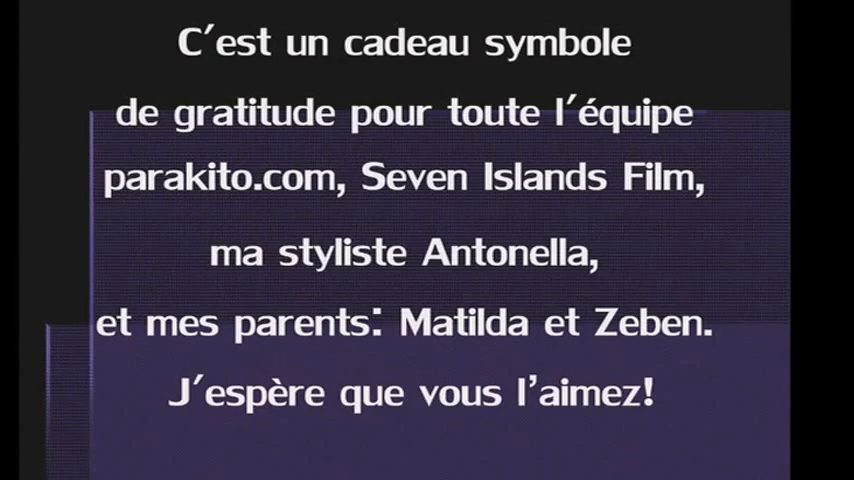 C´est un cadeau symbole
de gratitude pour toute l´équipe
parakito.com, Seven Islands Film,
ma styliste Antonella,
et mes parents: Matilda et Zeben.
J´espère que vous l’aimez!